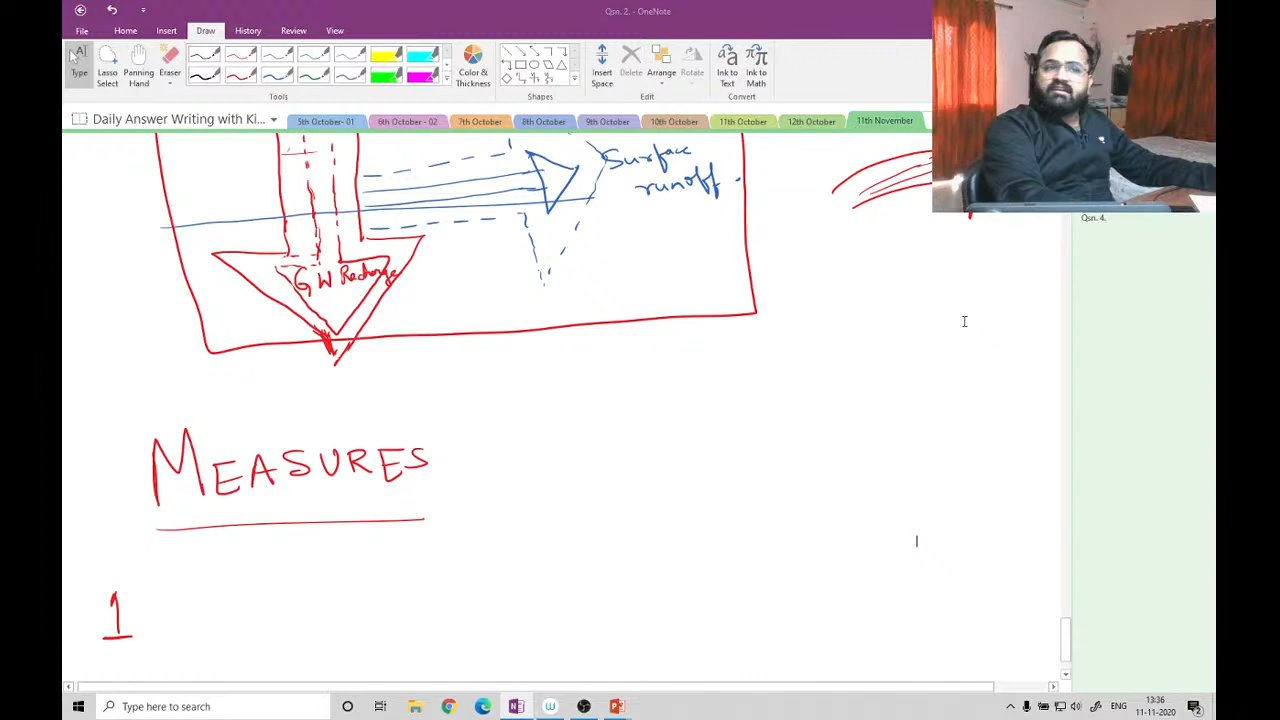 Qsn. 2. - OneNote
File Home Insert Draw History Review View
Type
Lasso Select
Panning Hand
Eraser
Color & Thickness
Insert Space
Delete
Arrange
Rotate
Ink to Text
Ink to Math
Tools
Shapes
Edit
Convert
Daily Answer Writing with Ki...
5th October- 01 6th October - 02 7th October 8th October 9th October 10th October 11th October 12th October 11th November
Qsn. 4.
Surface
runoff.
GW Recharge
MEASURES
1
Type here to search
ENG
13:36
11-11-2020
2